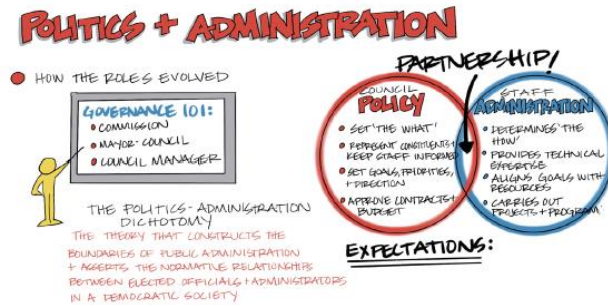 POLITICS + ADMINISTRATION
HOW THE ROLES EVOLVED
GOVERNANCE 101:
COMMISSION
MAYOR-COUNCIL
COUNCIL MANAGER
THE POLITICS-ADMINISTRATION
DICHOTOMY
THE THEORY THAT CONSTRUCTS THE
BOUNDARIES OF PUBLIC ADMINISTRATION
+ ASSERTS THE NORMATIVE RELATIONSHIPS
BETWEEN ELECTED OFFICIALS + ADMINISTRATORS
IN A DEMOCRATIC SOCIETY
PARTNERSHIP!
COUNCIL
POLICY
SET 'THE WHAT'
REPRESENT CONSTITUENTS +
KEEP STAFF INFORMED
SET GOALS, PRIORITIES,
+ DIRECTION
APPROVE CONTRACTS +
BUDGET
STAFF
ADMINISTRATION
DETERMINES 'THE
HOW'
PROVIDES TECHNICAL
EXPERTISE
ALIGNS GOALS WITH
RESOURCES
CARRIES OUT
PROJECTS + PROGRAMS
EXPECTATIONS: